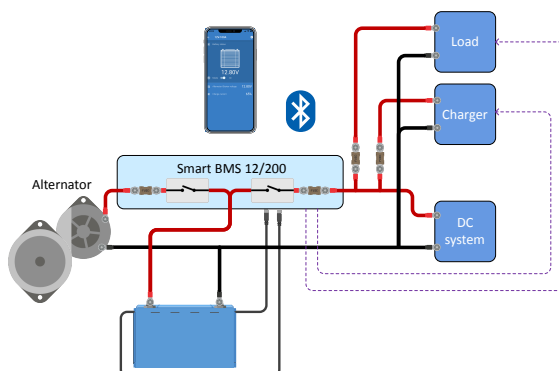 Load
12.80V
Charger
Smart BMS 12/200
Alternator
DC
system